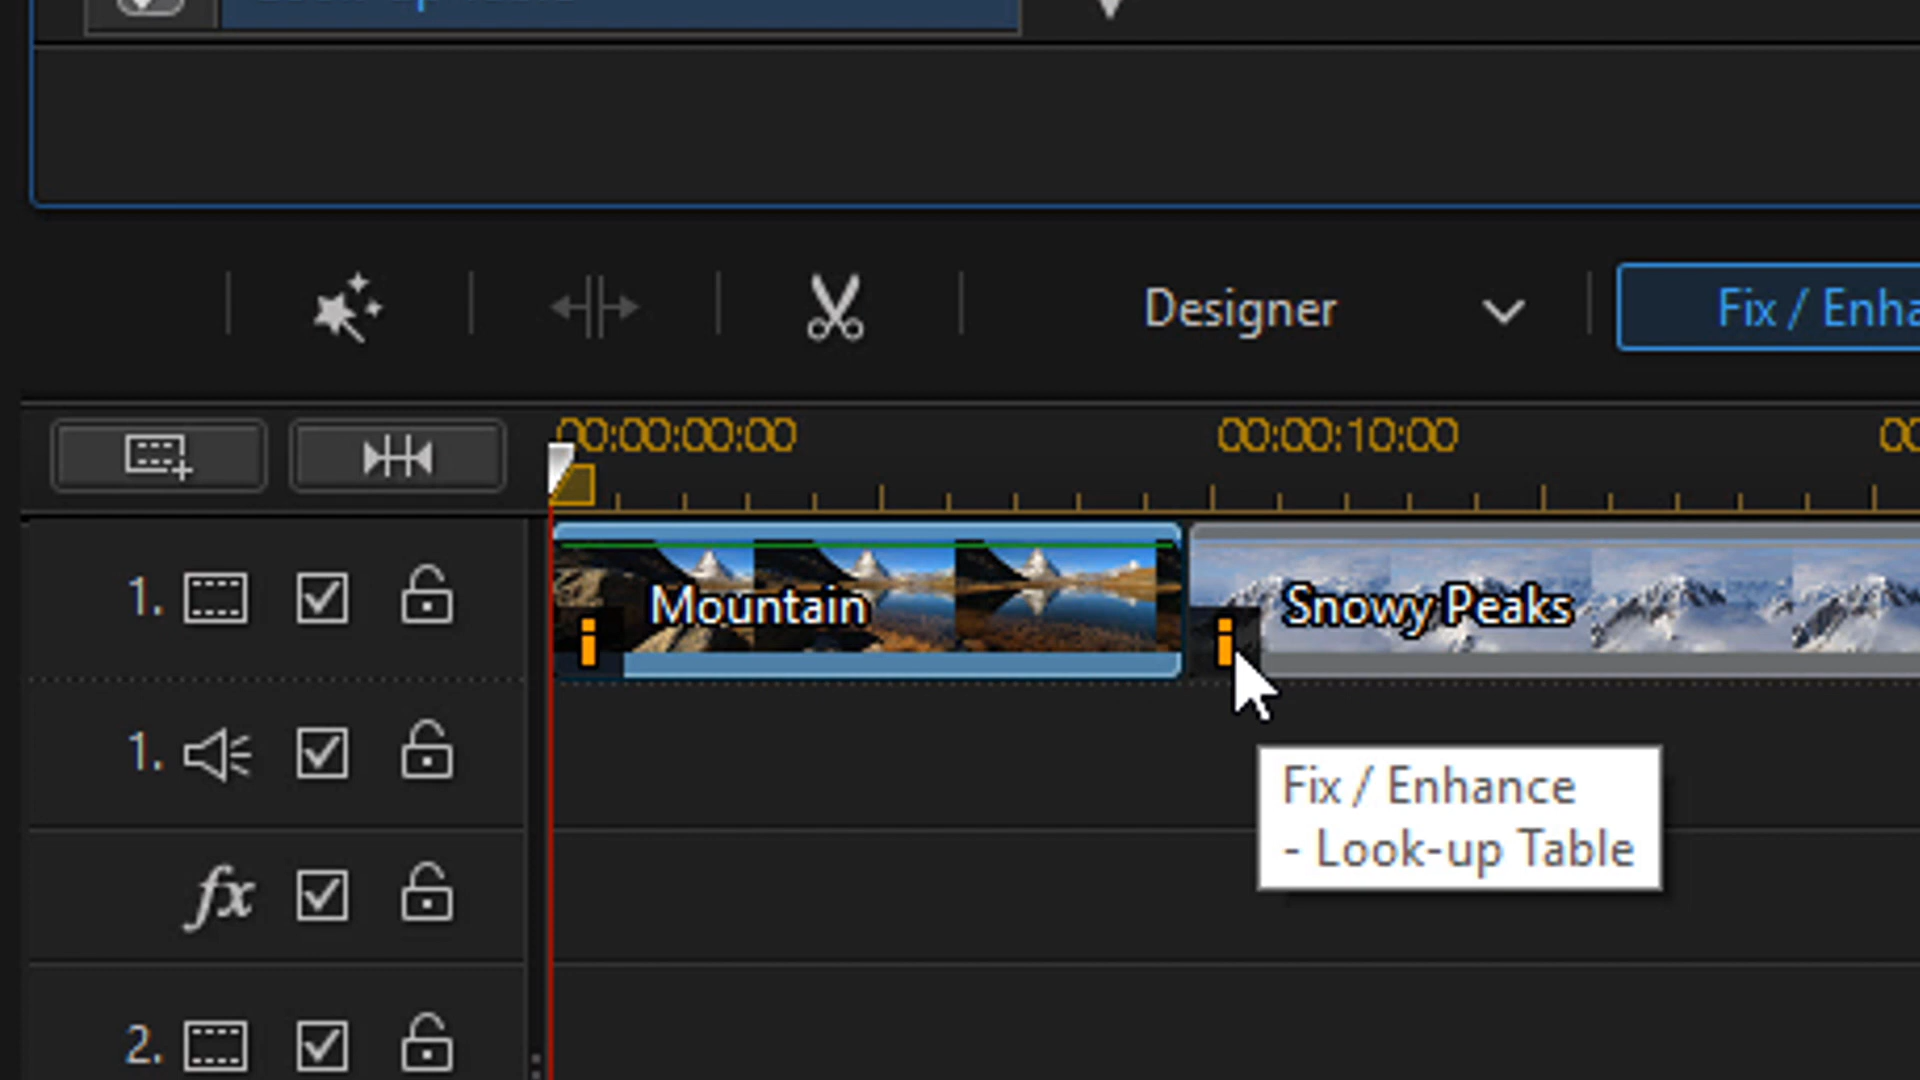 Designer
Fix / Enha
00:00:00:00
00:00:10:00
00
1.
Mountain
Snowy Peaks
1.
Fix / Enhance
- Look-up Table
fx
2.